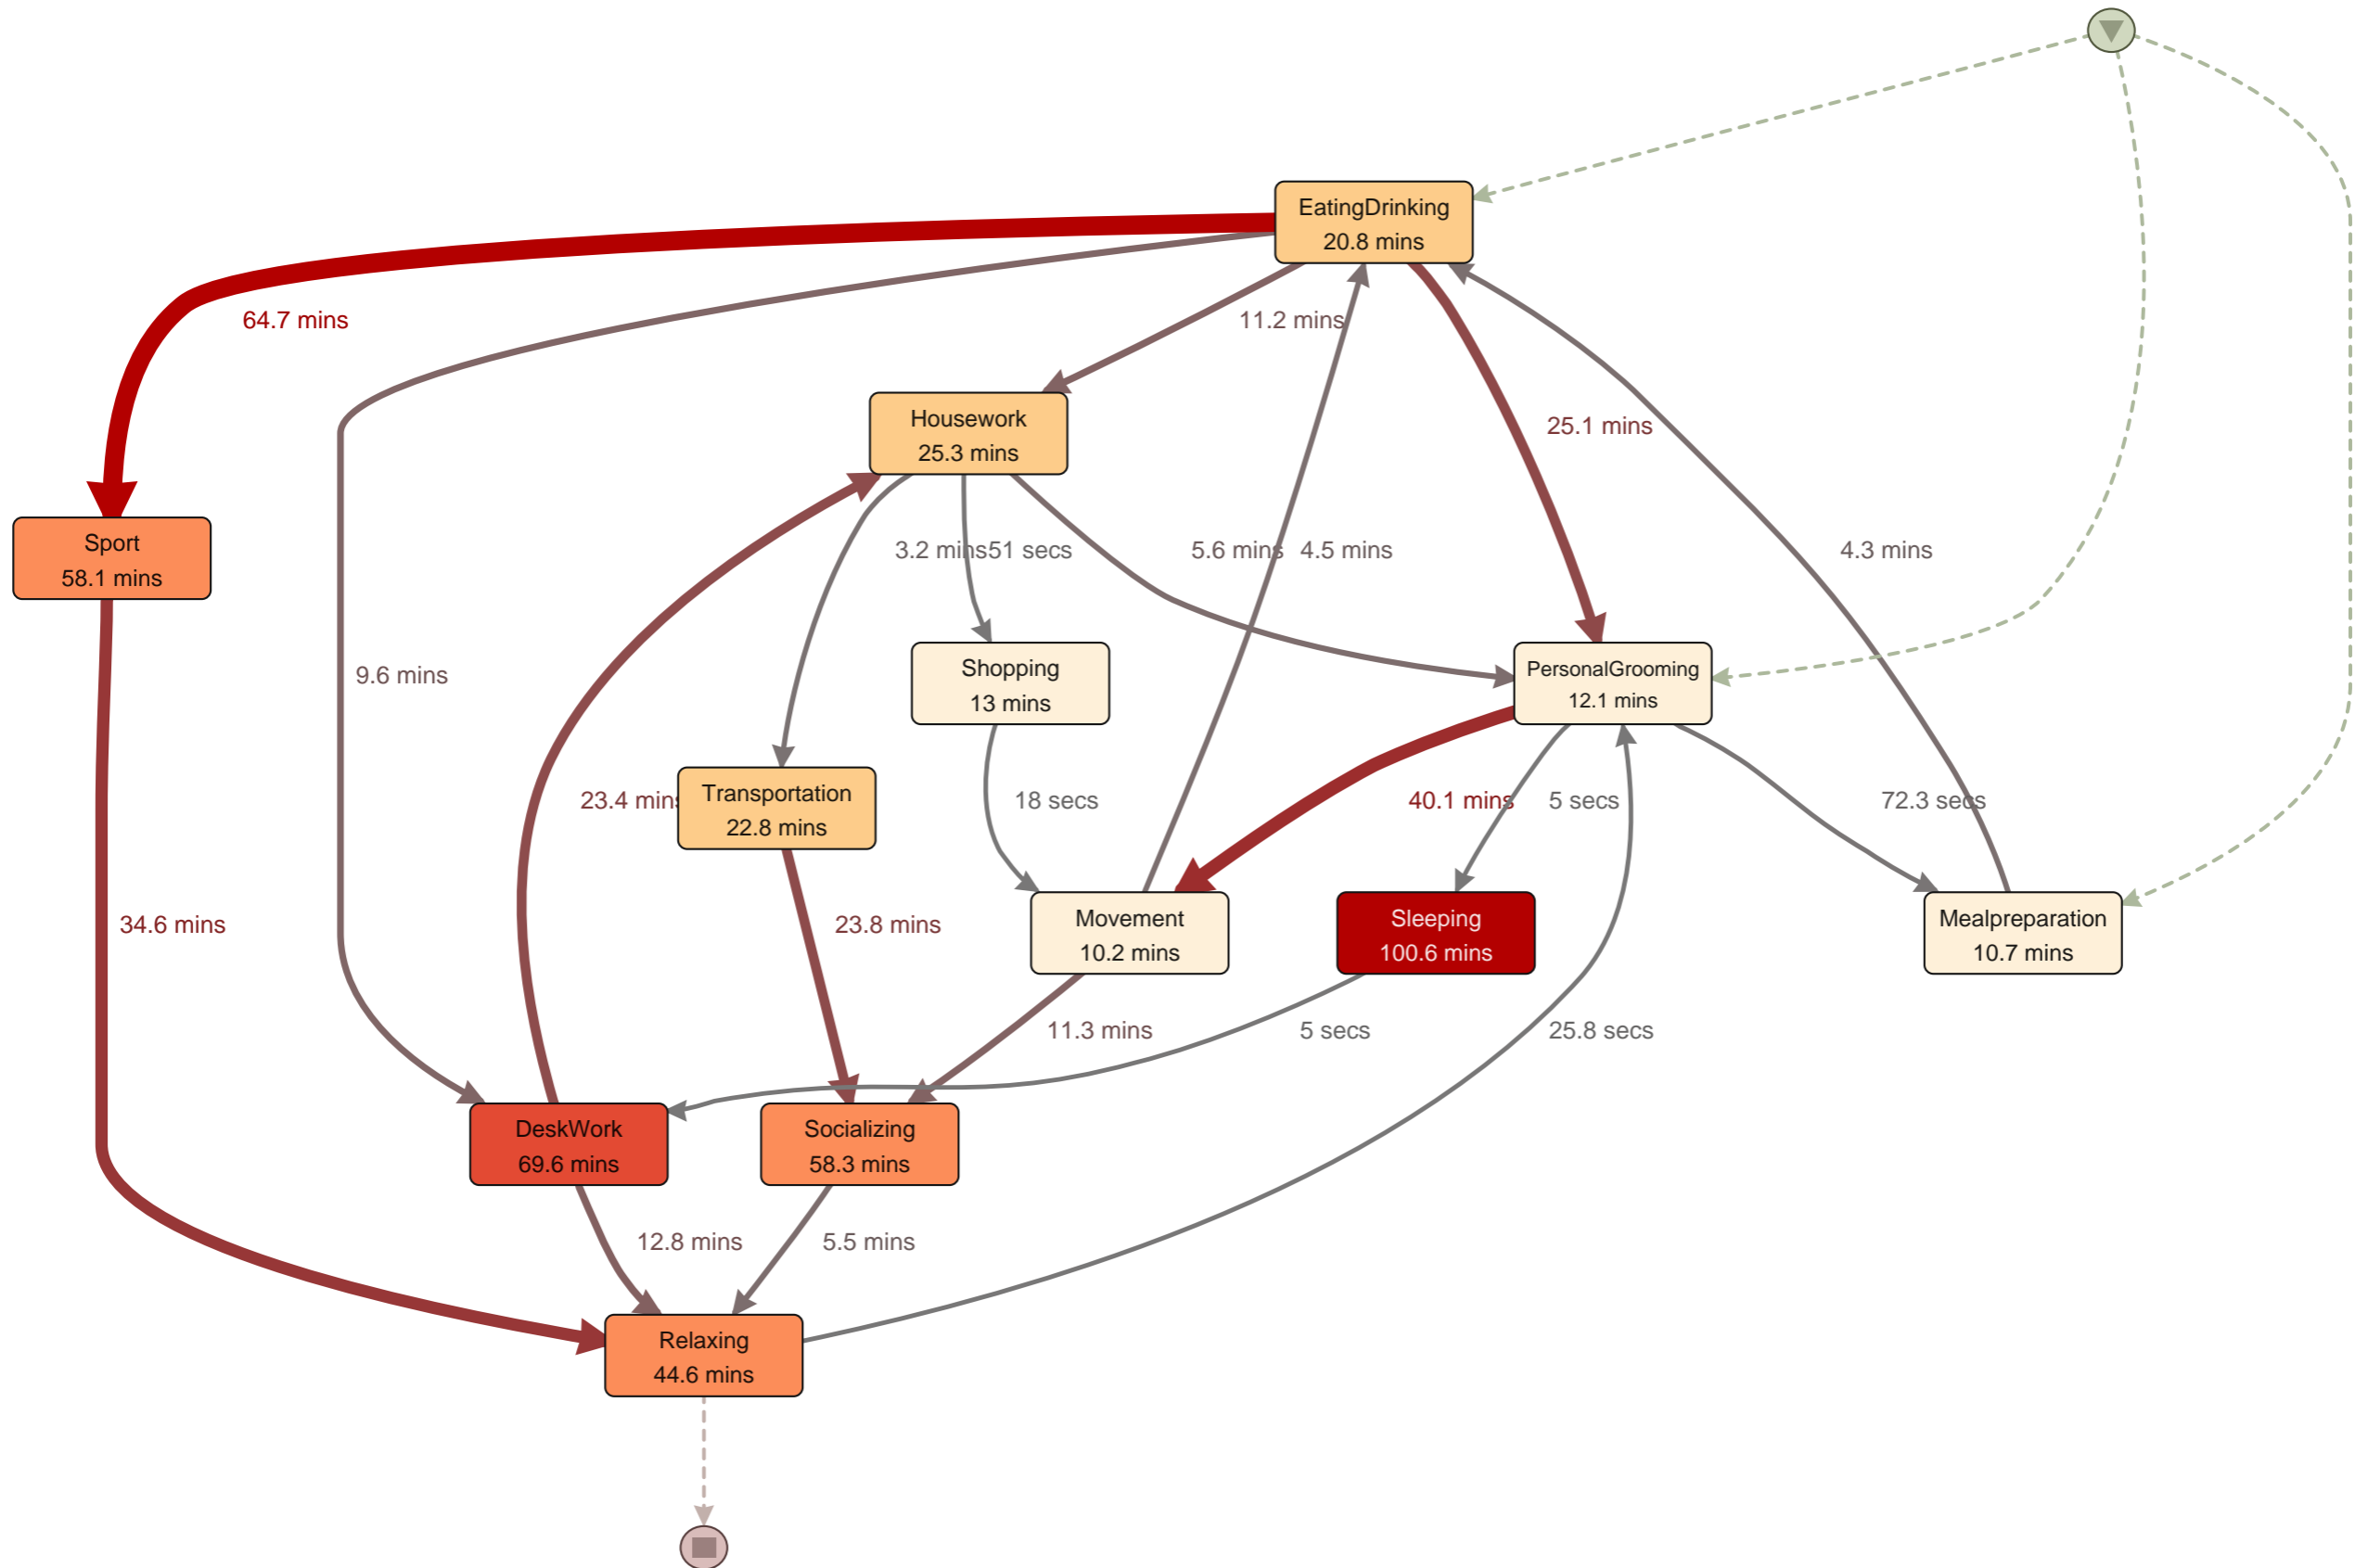 EatingDrinking
20.8 mins
64.7 mins
11.2 mins
Housework
25.3 mins
25.1 mins
Sport
58.1 mins
3.2 mins
51 secs
5.6 mins
4.5 mins
4.3 mins
9.6 mins
Shopping
13 mins
PersonalGrooming
12.1 mins
23.4 mins
Transportation
22.8 mins
18 secs
40.1 mins
5 secs
72.3 secs
34.6 mins
23.8 mins
Movement
10.2 mins
Sleeping
100.6 mins
Mealpreparation
10.7 mins
11.3 mins
5 secs
25.8 secs
DeskWork
69.6 mins
Socializing
58.3 mins
12.8 mins
5.5 mins
Relaxing
44.6 mins